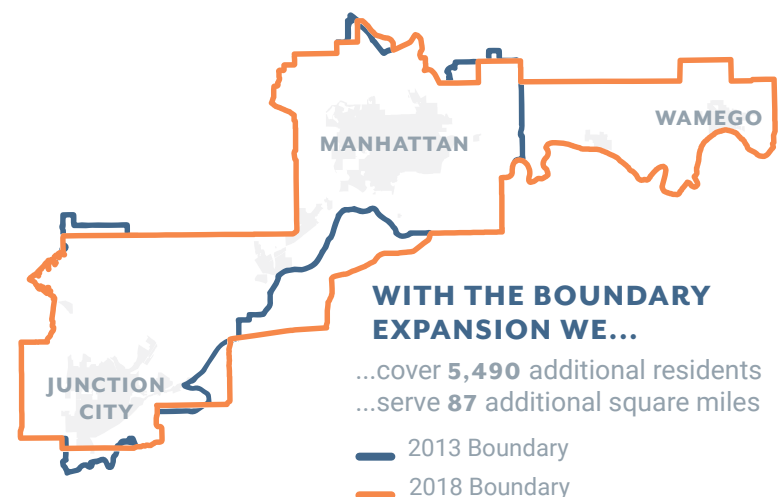 WAMEGO
MANHATTAN
WITH THE BOUNDARY
EXPANSION WE...
...cover 5,490 additional residents
...serve 87 additional square miles
JUNCTION
CITY
2013 Boundary
2018 Boundary